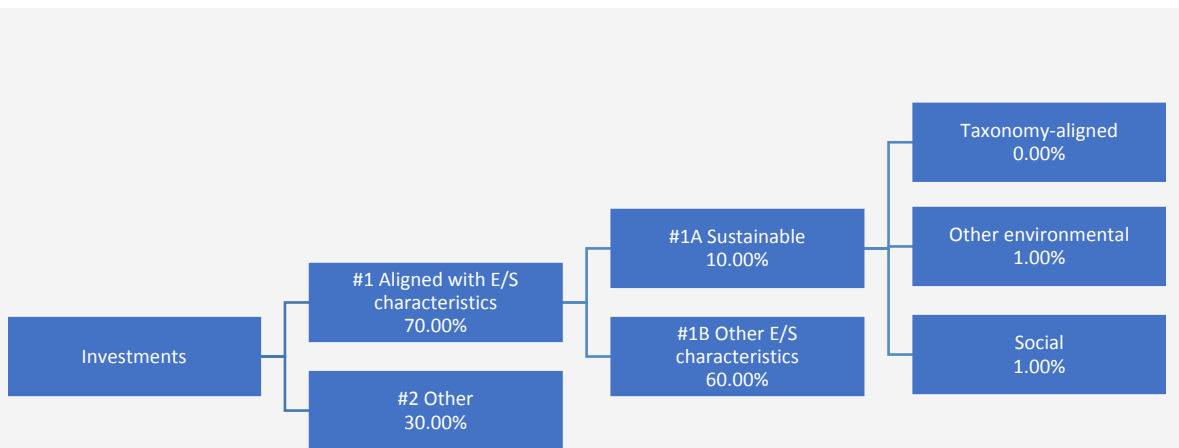 Investments
#1 Aligned with E/S
characteristics
70.00%
#2 Other
30.00%
#1A Sustainable
10.00%
#1B Other E/S
characteristics
60.00%
Taxonomy-aligned
0.00%
Other environmental
1.00%
Social
1.00%